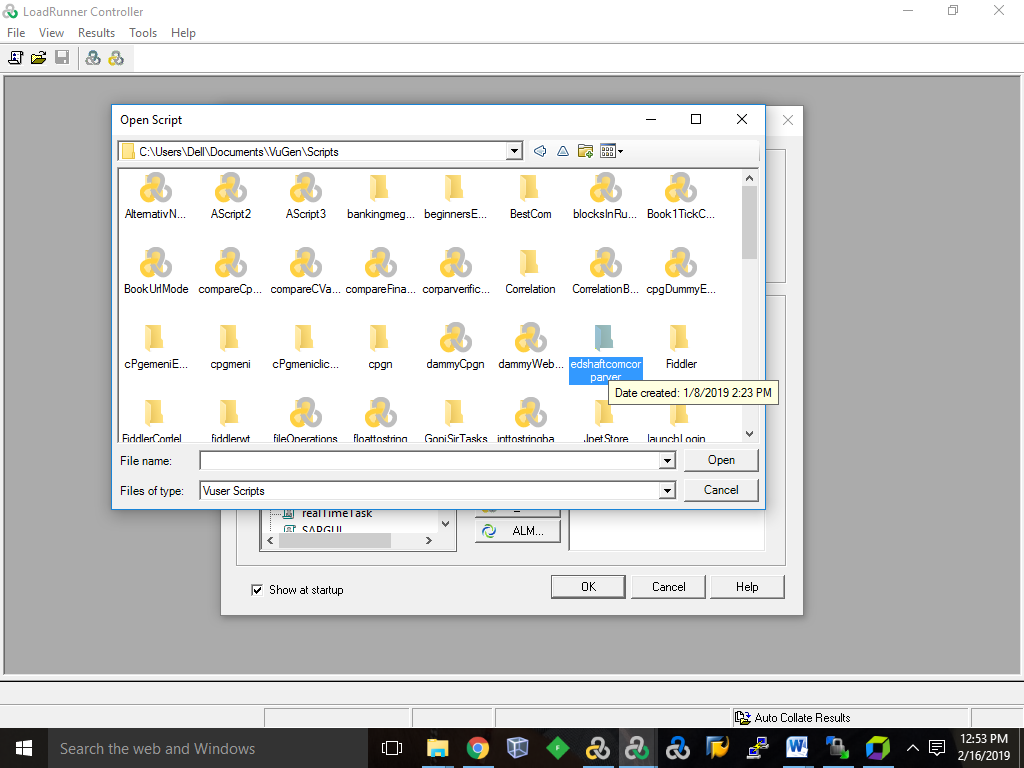 LoadRunner Controller
File View Results Tools Help
Open Script
C:\Users\Dell\Documents\VuGen\Scripts
AlternativN... AScript2 AScript3 bankingmeg... beginnersE... BestCom blocksInRu... Book1TickC...
BookUrlMode compareCp... compareCVa... compareFina... corparverific... Correlation CorrelationB... cpgDummyE...
cPgemeniE... cpgmeni cPgmeniclic... cpgn dammyCpgn dammyWeb... edshaftcomcor Fiddler
parver
Date created: 1/8/2019 2:23 PM
FiddlerCorrel fiddlerwt fileOperations floattostring GopiSirTasks inttostringba JpetStore launchLogin
File name: Open
Files of type: Vuser Scripts Cancel
realTimeTask
SAPGUI
ALM...
Show at startup OK Cancel Help
Auto Collate Results
Search the web and Windows
12:53 PM
2/16/2019